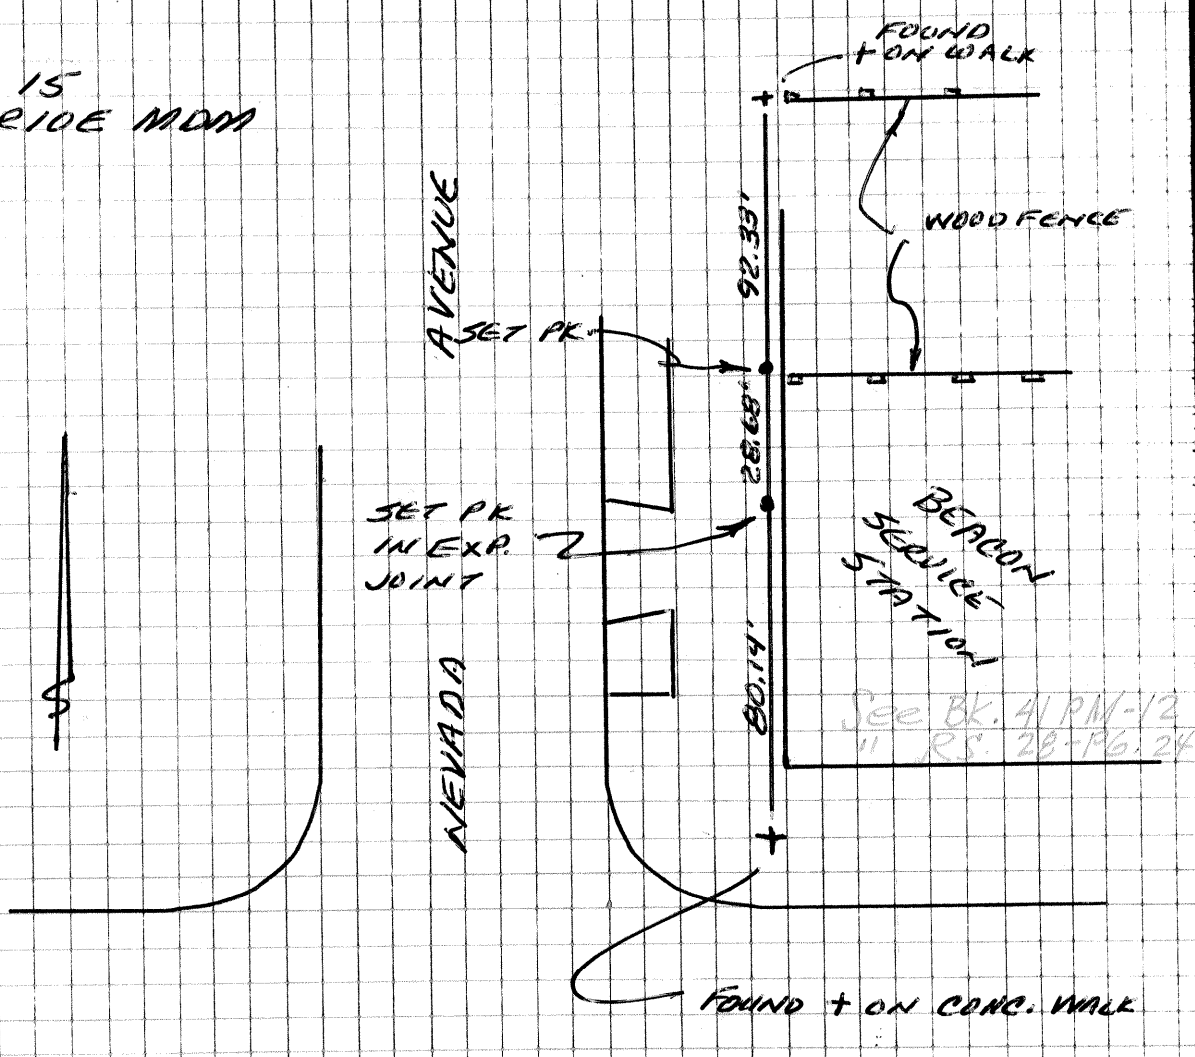 15
MDM
FOUND
+ ON WALK
AVENUE
92.33'
WOOD FENCE
SET PK.
28.68'
SET PK
IN EXP.
JOINT
BEACON
SERVICE
STATION
NEVADA
80.14'
See BK. 41 PM-12
" RS. 28-PG. 24
FOUND + ON CONC. WALK